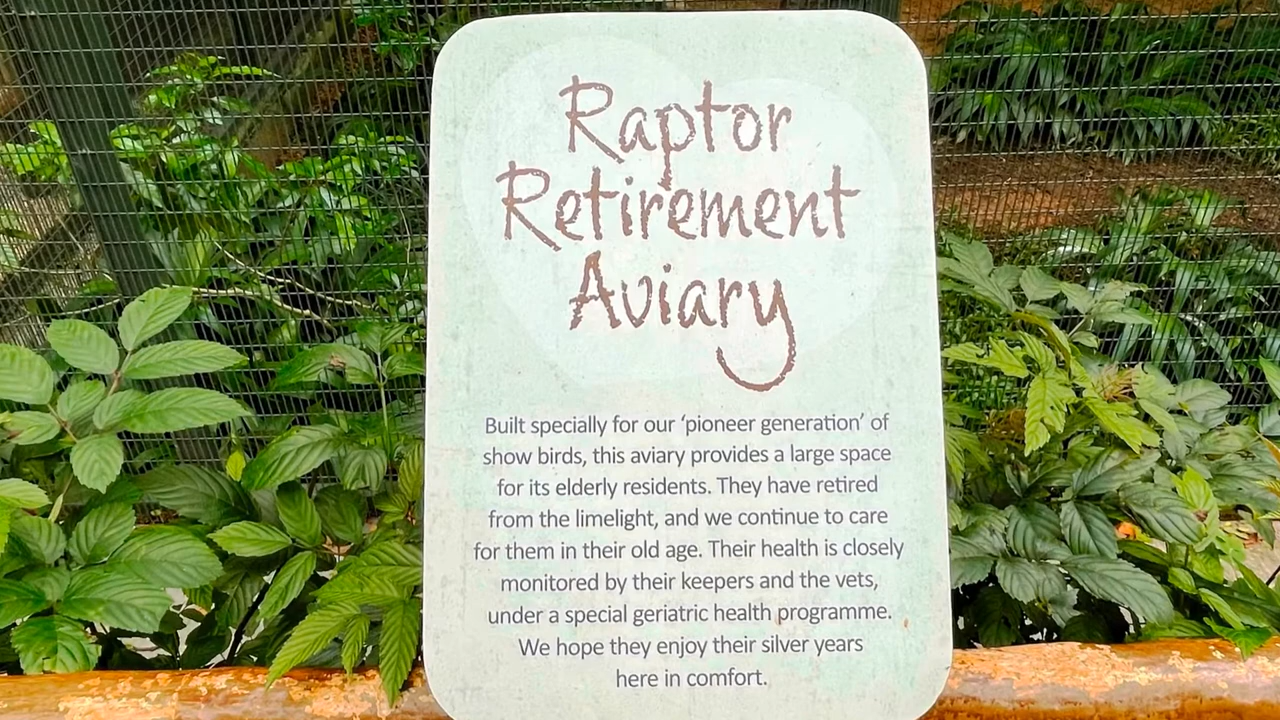 Raptor
Retirement
Aviary
Built specially for our ‘pioneer generation’ of
show birds, this aviary provides a large space
for its elderly residents. They have retired
from the limelight, and we continue to care
for them in their old age. Their health is closely
monitored by their keepers and the vets,
under a special geriatric health programme.
We hope they enjoy their silver years
here in comfort.